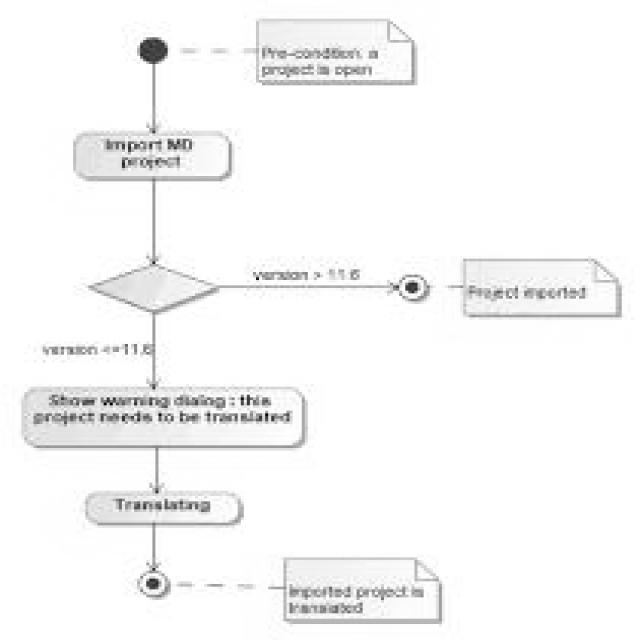 Pre-condition: a
project is open
Import MD
project
version > 11.6
Project imported
version <=11.6
Show warning dialog : this
project needs to be translated
Translating
Imported project is
translated